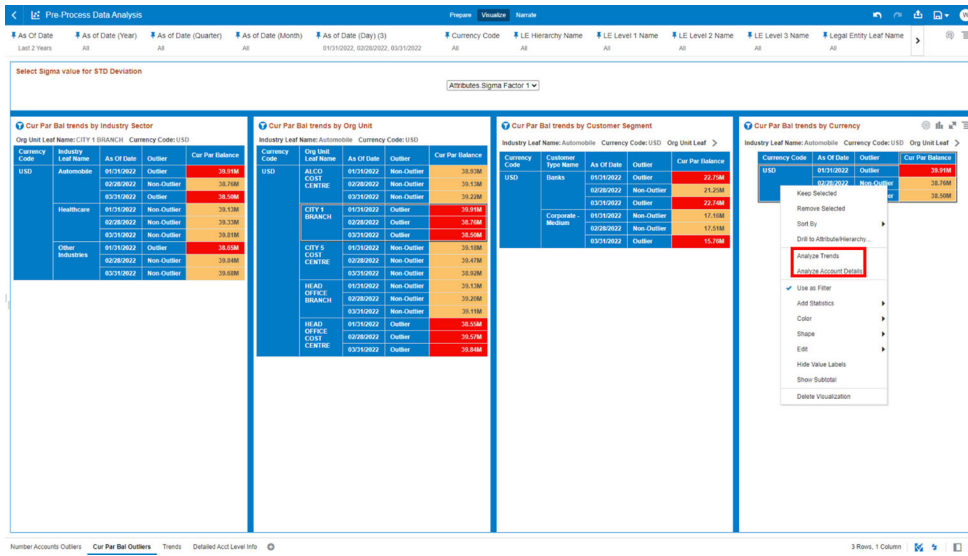 Pre-Process Data Analysis
Prepare Visualize Narrate
As Of Date As of Date (Year) As of Date (Quarter) As of Date (Month) As of Date (Day) (3) Currency Code LE Hierarchy Name LE Level 1 Name LE Level 2 Name LE Level 3 Name Legal Entity Leaf Name
Last 2 Years All All All 01/31/2022, 02/28/2022, 03/31/2022 All All All All All All
Select Sigma value for STD Deviation
Attributes Sigma Factor 1
Cur Par Bal trends by Industry Sector
Org Unit Leaf Name: CITY 1 BRANCH Currency Code: USD
Currency Code Industry Leaf Name As Of Date Outlier Cur Par Balance
USD Automobile 01/31/2022 Outlier 39.91M
02/28/2022 Non-Outlier 38.76M
03/31/2022 Outlier 38.50M
Healthcare 01/31/2022 Non-Outlier 39.13M
02/28/2022 Non-Outlier 39.33M
03/31/2022 Non-Outlier 39.81M
Other Industries 01/31/2022 Outlier 38.65M
02/28/2022 Non-Outlier 39.84M
03/31/2022 Non-Outlier 39.68M
Cur Par Bal trends by Org Unit
Industry Leaf Name: Automobile Currency Code: USD
Currency Code Org Unit Leaf Name As Of Date Outlier Cur Par Balance
USD ALCO COST CENTRE 01/31/2022 Non-Outlier 38.93M
02/28/2022 Non-Outlier 39.13M
03/31/2022 Non-Outlier 39.22M
CITY 1 BRANCH 01/31/2022 Outlier 39.91M
02/28/2022 Outlier 38.76M
03/31/2022 Outlier 38.50M
CITY 5 COST CENTRE 01/31/2022 Non-Outlier 39.18M
02/28/2022 Non-Outlier 39.47M
03/31/2022 Non-Outlier 38.92M
HEAD OFFICE BRANCH 01/31/2022 Non-Outlier 39.13M
02/28/2022 Non-Outlier 39.20M
03/31/2022 Non-Outlier 39.11M
HEAD OFFICE COST CENTRE 01/31/2022 Outlier 38.55M
02/28/2022 Outlier 39.57M
03/31/2022 Outlier 39.84M
Cur Par Bal trends by Customer Segment
Industry Leaf Name: Automobile Currency Code: USD Org Unit Leaf
Currency Code Customer Type Name As Of Date Outlier Cur Par Balance
USD Banks 01/31/2022 Outlier 22.75M
02/28/2022 Non-Outlier 21.25M
03/31/2022 Outlier 22.74M
Corporate - Medium 01/31/2022 Non-Outlier 17.16M
02/28/2022 Non-Outlier 17.51M
03/31/2022 Outlier 15.76M
Cur Par Bal trends by Currency
Industry Leaf Name: Automobile Currency Code: USD Org Unit Leaf
Currency Code As Of Date Outlier Cur Par Balance
USD 01/31/2022 Outlier 39.91M
02/28/2022 Non-Outlier 38.76M
38.50M
Keep Selected
Remove Selected
Sort By
Drill to Attribute/Hierarchy...
Analyze Trends
Analyze Account Details
Use as Filter
Add Statistics
Color
Shape
Edit
Hide Value Labels
Show Subtotal
Delete Visualization
Number Accounts Outliers Cur Par Bal Outliers Trends Detailed Acct Level Info
3 Rows, 1 Column